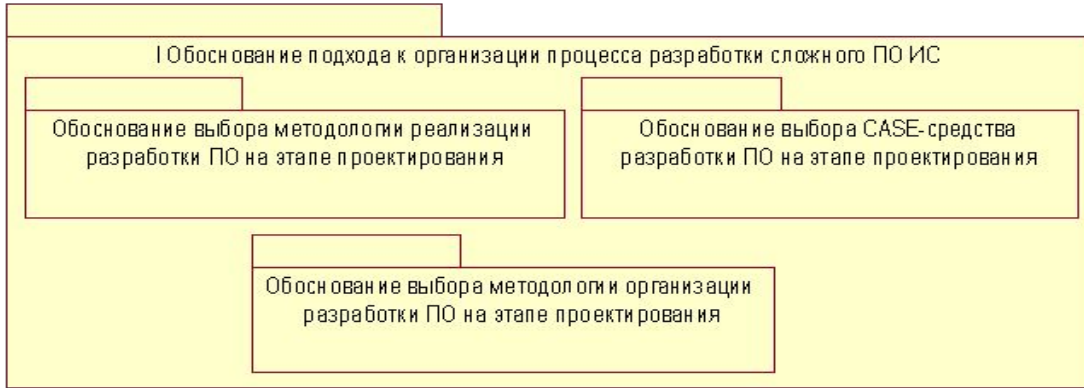 I Обоснование подхода к организации процесса разработки сложного ПО ИС
Обоснование выбора методологии реализации
разработки ПО на этапе проектирования
Обоснование выбора CASE-средства
разработки ПО на этапе проектирования
Обоснование выбора методологии организации
разработки ПО на этапе проектирования